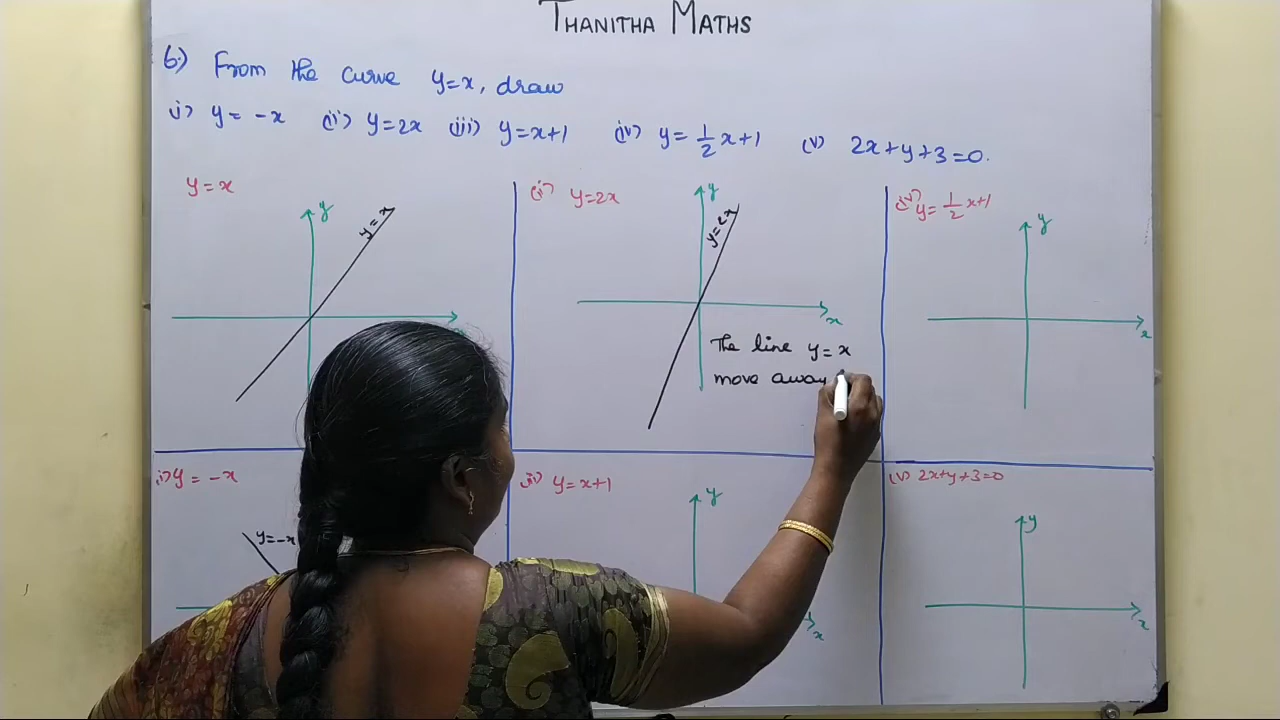 THANITHA MATHS
6.) From the curve y=x, draw
i) y = -x (ii) y=2x (iii) y=x+1 (iv) y= 1/2 x+1 (v) 2x+y+3=0.
y=x
y
y=x
(ii) y=2x
y
y=2x
x
The line y=x
move away
(iv) y= 1/2 x+1
y
x
i) y = -x
y=-x
iii) y=x+1
y
x
(v) 2x+y+3=0
y
x